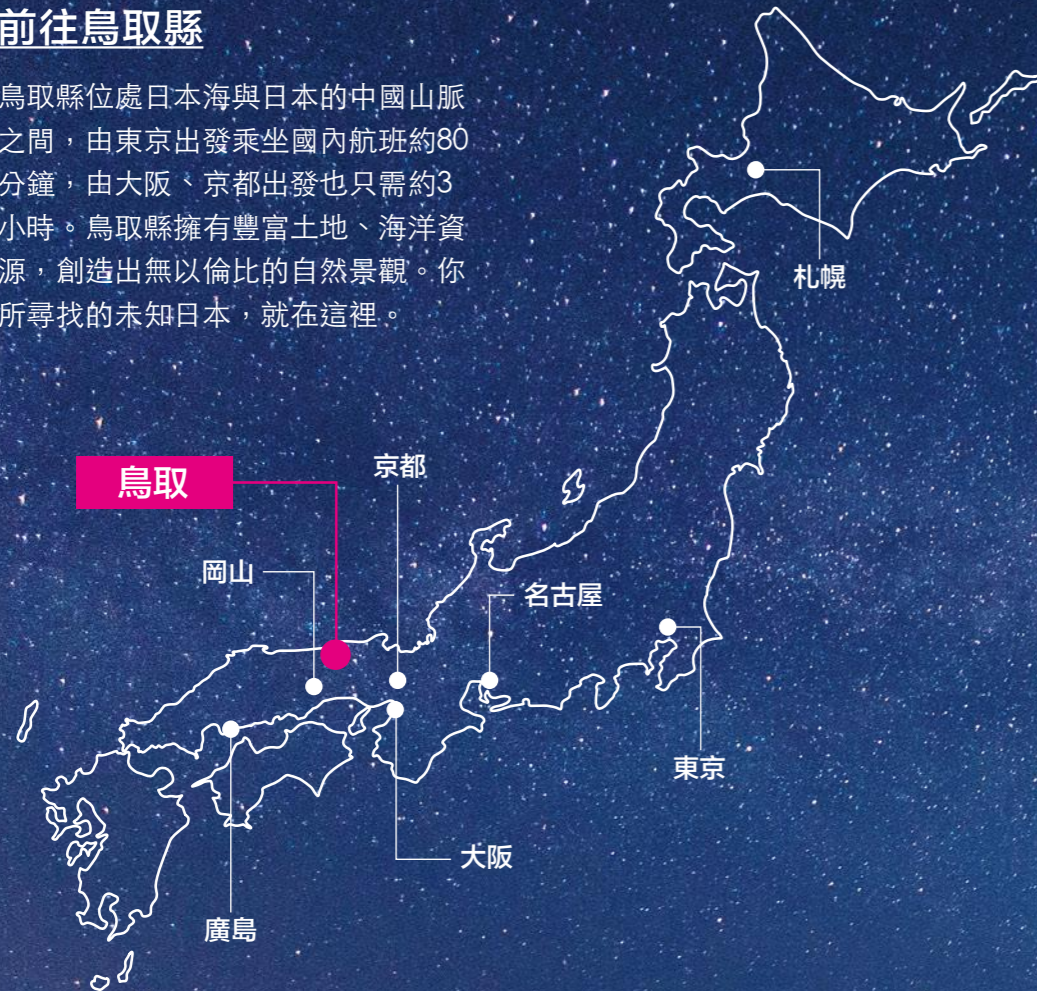 前往鳥取縣
鳥取縣位處日本海與日本的中國山脈
之間，由東京出發乘坐國內航班約80
分鐘，由大阪、京都出發也只需約3
小時。鳥取縣擁有豐富土地、海洋資
源，創造出無以倫比的自然景觀。你
所尋找的未知日本，就在這裡。
札幌
京都
鳥取
岡山
名古屋
東京
大阪
廣島